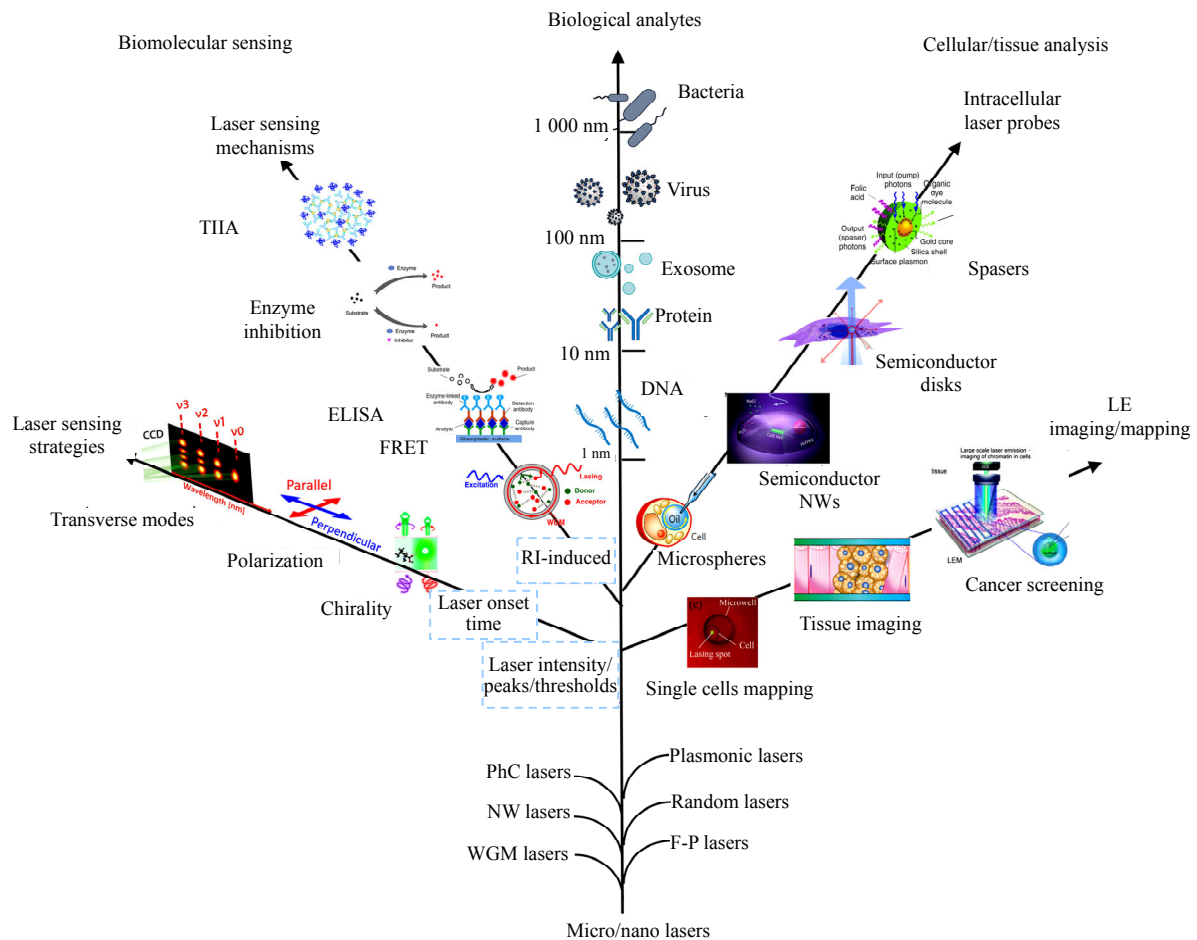 Biological analytes
Biomolecular sensing
Cellular/tissue analysis
Bacteria
1 000 nm
Virus
100 nm
Exosome
Protein
10 nm
DNA
1 nm
Laser sensing
mechanisms
TIIA
Enzyme
inhibition
Enzyme
Substrate
Product
Enzyme
Inhibitor
Product
ELISA
Substrate
Product
Enzyme-linked
antibody
Detection
antibody
Analyte
Capture
antibody
Glass/plastic surface
FRET
Excitation
Lasing
Donor
Acceptor
WGM
RI-induced
Laser sensing
strategies
CCD
ν3
ν2
ν1
ν0
Wavelength (nm)
Transverse modes
Parallel
Perpendicular
Polarization
Chirality
Laser onset
time
Laser intensity/
peaks/thresholds
Intracellular
laser probes
Input (pump)
photons
Organic dye
molecule
Folic
acid
Output
(spaser)
photons
Gold core
Silica shell
Surface plasmon
Spasers
Semiconductor
disks
Semiconductor
NWs
Oil
Cell
Microspheres
LE
imaging/mapping
Large scale laser emission -
imaging of chromatin in cells
tissue
LEM
Cancer screening
Tissue imaging
(c)
Microwell
Cell
Lasing spot
Single cells mapping
PhC lasers
Plasmonic lasers
NW lasers
Random lasers
WGM lasers
F-P lasers
Micro/nano lasers